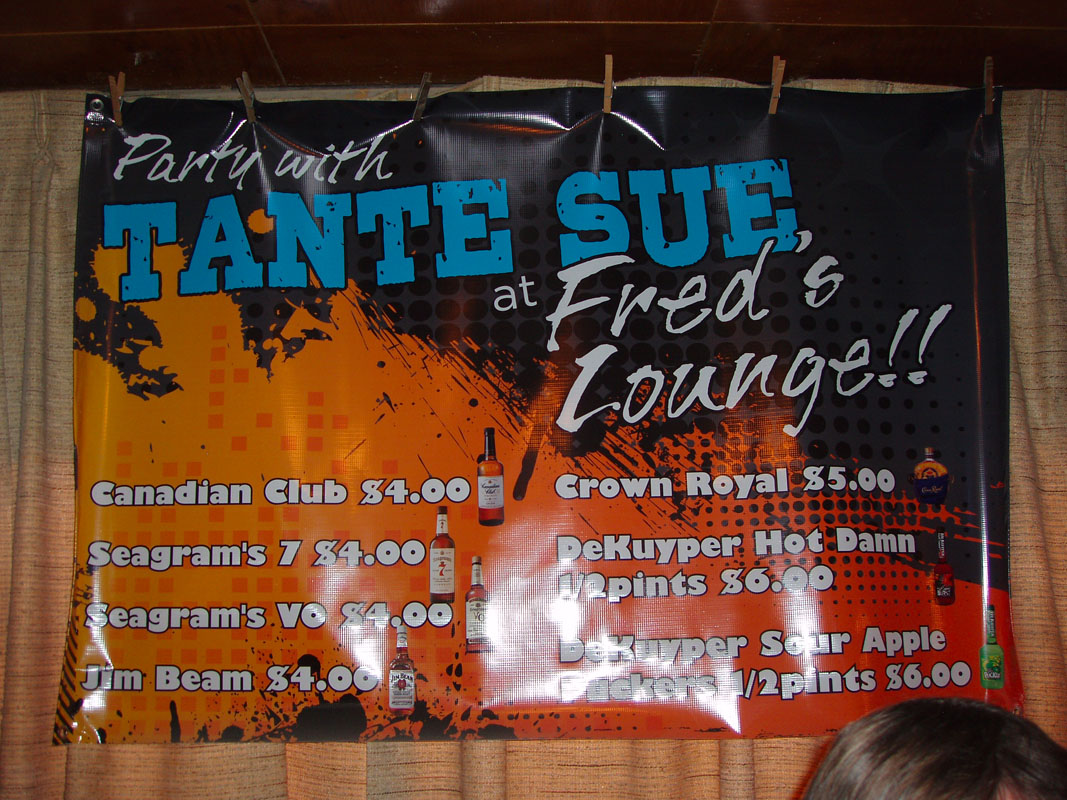 Party with
TANTE SUE,
at Fred's
Lounge!!
Canadian Club $4.00
Seagram's 7 $4.00
Seagram's VO $4.00
Jim Beam $4.00
Crown Royal $5.00
DeKuyper Hot Damn
1/2pints $6.00
DeKuyper Sour Apple
Puckers 1/2pints $6.00